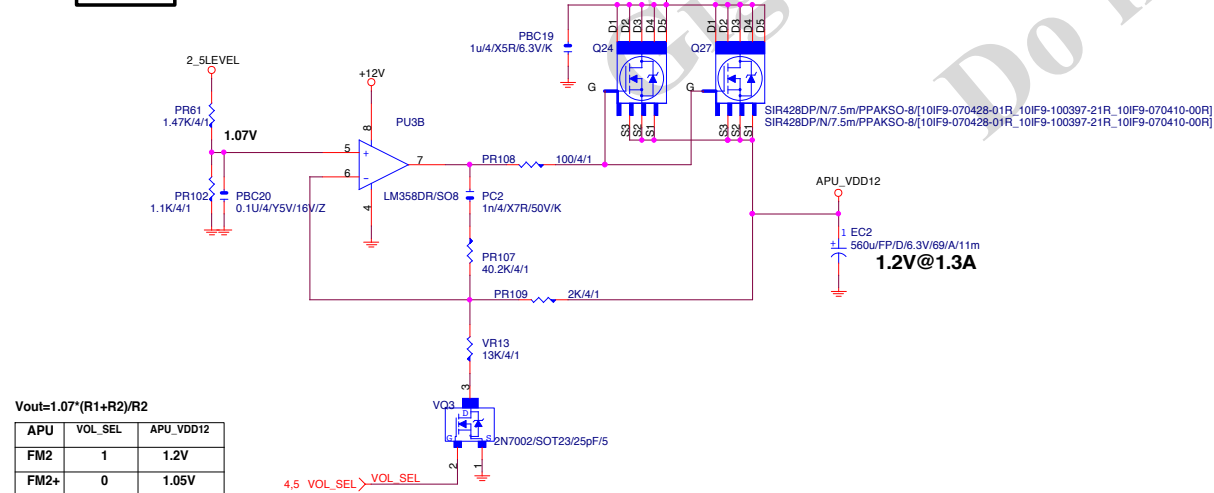 D1 D2 D3 D4 D5
D1 D2 D3 D4 D5
PBC19
1u/4/X5R/6.3V/K
Q24
Q27
G
G
S3 S2 S1
S3 S2 S1
SIR428DP/N/7.5m/PPAKSO-8/[10IF9-070428-01R_10IF9-100397-21R_10IF9-070410-00R]
SIR428DP/N/7.5m/PPAKSO-8/[10IF9-070428-01R_10IF9-100397-21R_10IF9-070410-00R]
2_5LEVEL
+12V
PR61
1.47K/4/1
1.07V
8
PU3B
5
+
7
6
-
4
LM358DR/SO8
PR108
100/4/1
PR102
1.1K/4/1
PBC20
0.1U/4/Y5V/16V/Z
PC2
1n/4/X7R/50V/K
APU_VDD12
1
+
EC2
560u/FP/D/6.3V/69/A/11m
1.2V@1.3A
PR107
40.2K/4/1
PR109
2K/4/1
VR13
13K/4/1
3
VQ3
D
G
S
2N7002/SOT23/25pF/5
2
1
4,5 VOL_SEL
VOL_SEL
Vout=1.07*(R1+R2)/R2
APU VOL_SEL APU_VDD12
FM2 1 1.2V
FM2+ 0 1.05V
Do